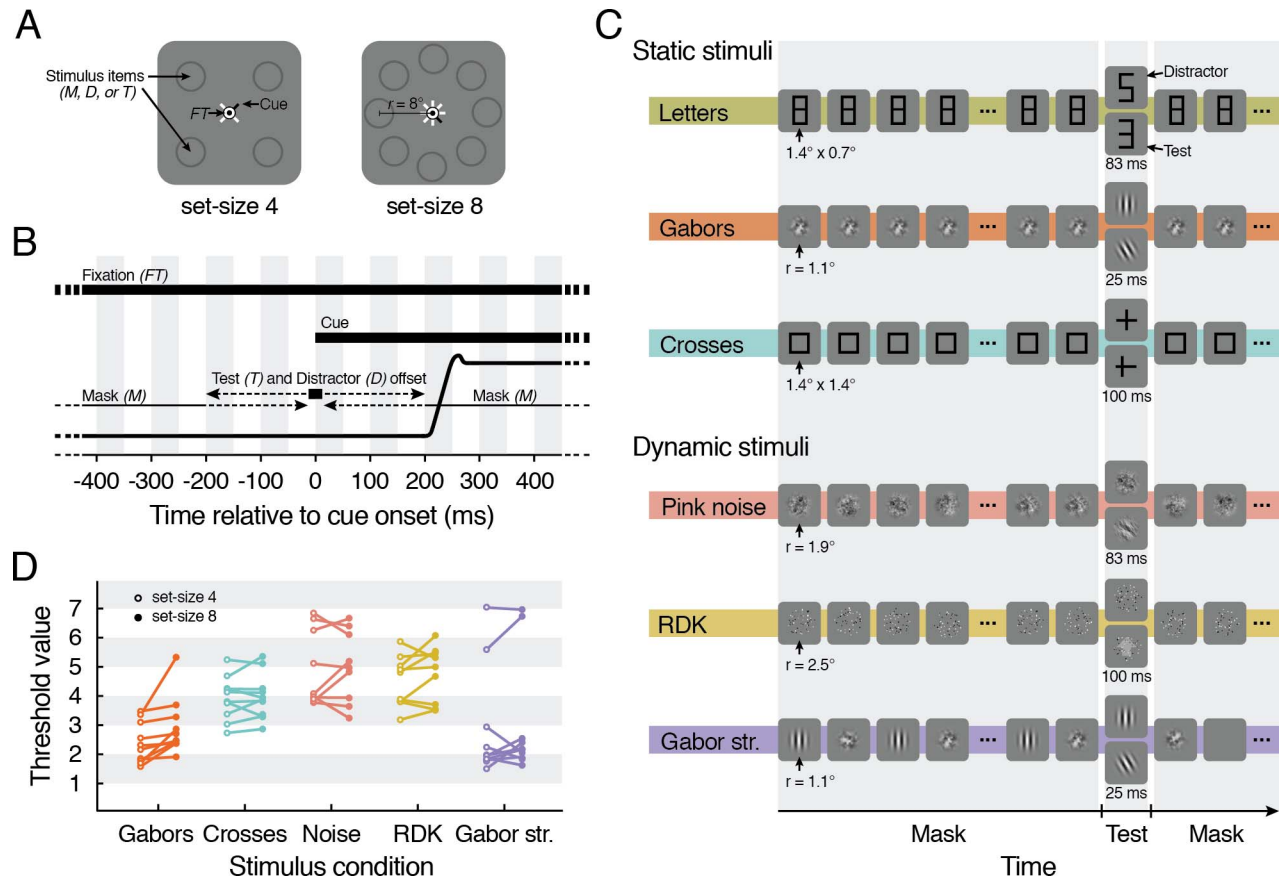 A
Stimulus items
(M, D, or T)
FT
Cue
r = 8°
set-size 4
set-size 8
B
Fixation (FT)
Cue
Test (T) and Distractor (D) offset
Mask (M)
Mask (M)
-400 -300 -200 -100 0 100 200 300 400
Time relative to cue onset (ms)
D
set-size 4
set-size 8
7
6
5
4
3
2
1
Threshold value
Gabors Crosses Noise RDK Gabor str.
Stimulus condition
C
Static stimuli
Distractor
Letters
...
...
1.4° x 0.7°
Test
83 ms
Gabors
...
...
r = 1.1°
25 ms
Crosses
...
...
1.4° x 1.4°
100 ms
Dynamic stimuli
Pink noise
...
...
r = 1.9°
83 ms
RDK
...
...
r = 2.5°
100 ms
Gabor str.
...
...
r = 1.1°
25 ms
Mask Test Mask
Time